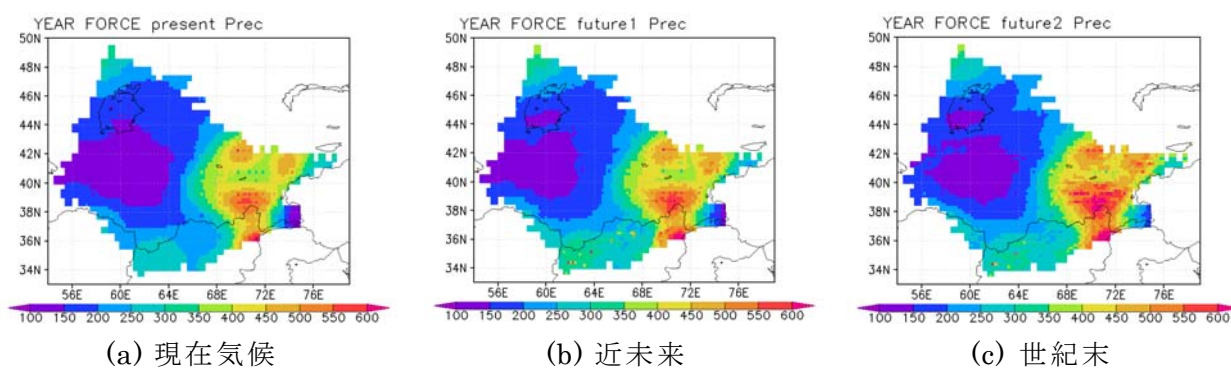 YEAR FORCE present Prec
50N
48N
46N
44N
42N
40N
38N
36N
34N
56E 60E 64E 68E 72E 76E
100 150 200 250 300 350 400 450 500 550 600
(a) 現在気候
YEAR FORCE future1 Prec
50N
48N
46N
44N
42N
40N
38N
36N
34N
56E 60E 64E 68E 72E 76E
100 150 200 250 300 350 400 450 500 550 600
(b) 近未来
YEAR FORCE future2 Prec
50N
48N
46N
44N
42N
40N
38N
36N
34N
56E 60E 64E 68E 72E 76E
100 150 200 250 300 350 400 450 500 550 600
(c) 世紀末